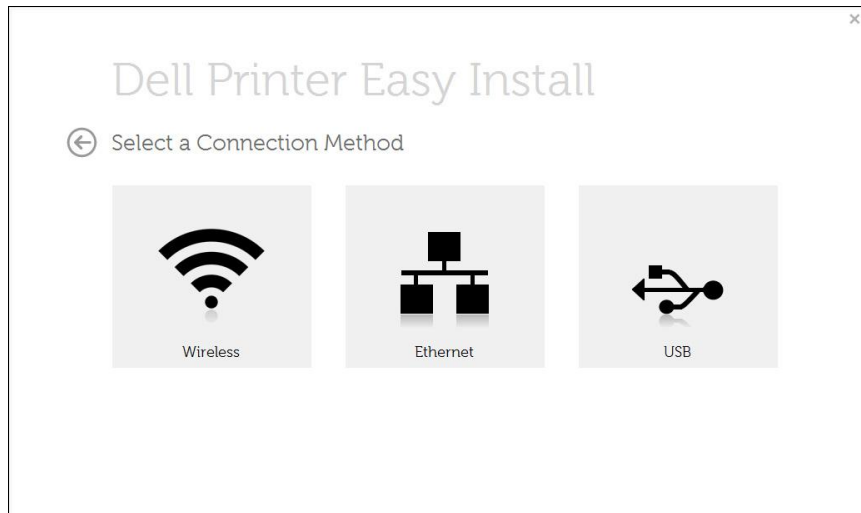 Dell Printer Easy Install
Select a Connection Method
Wireless
Ethernet
USB